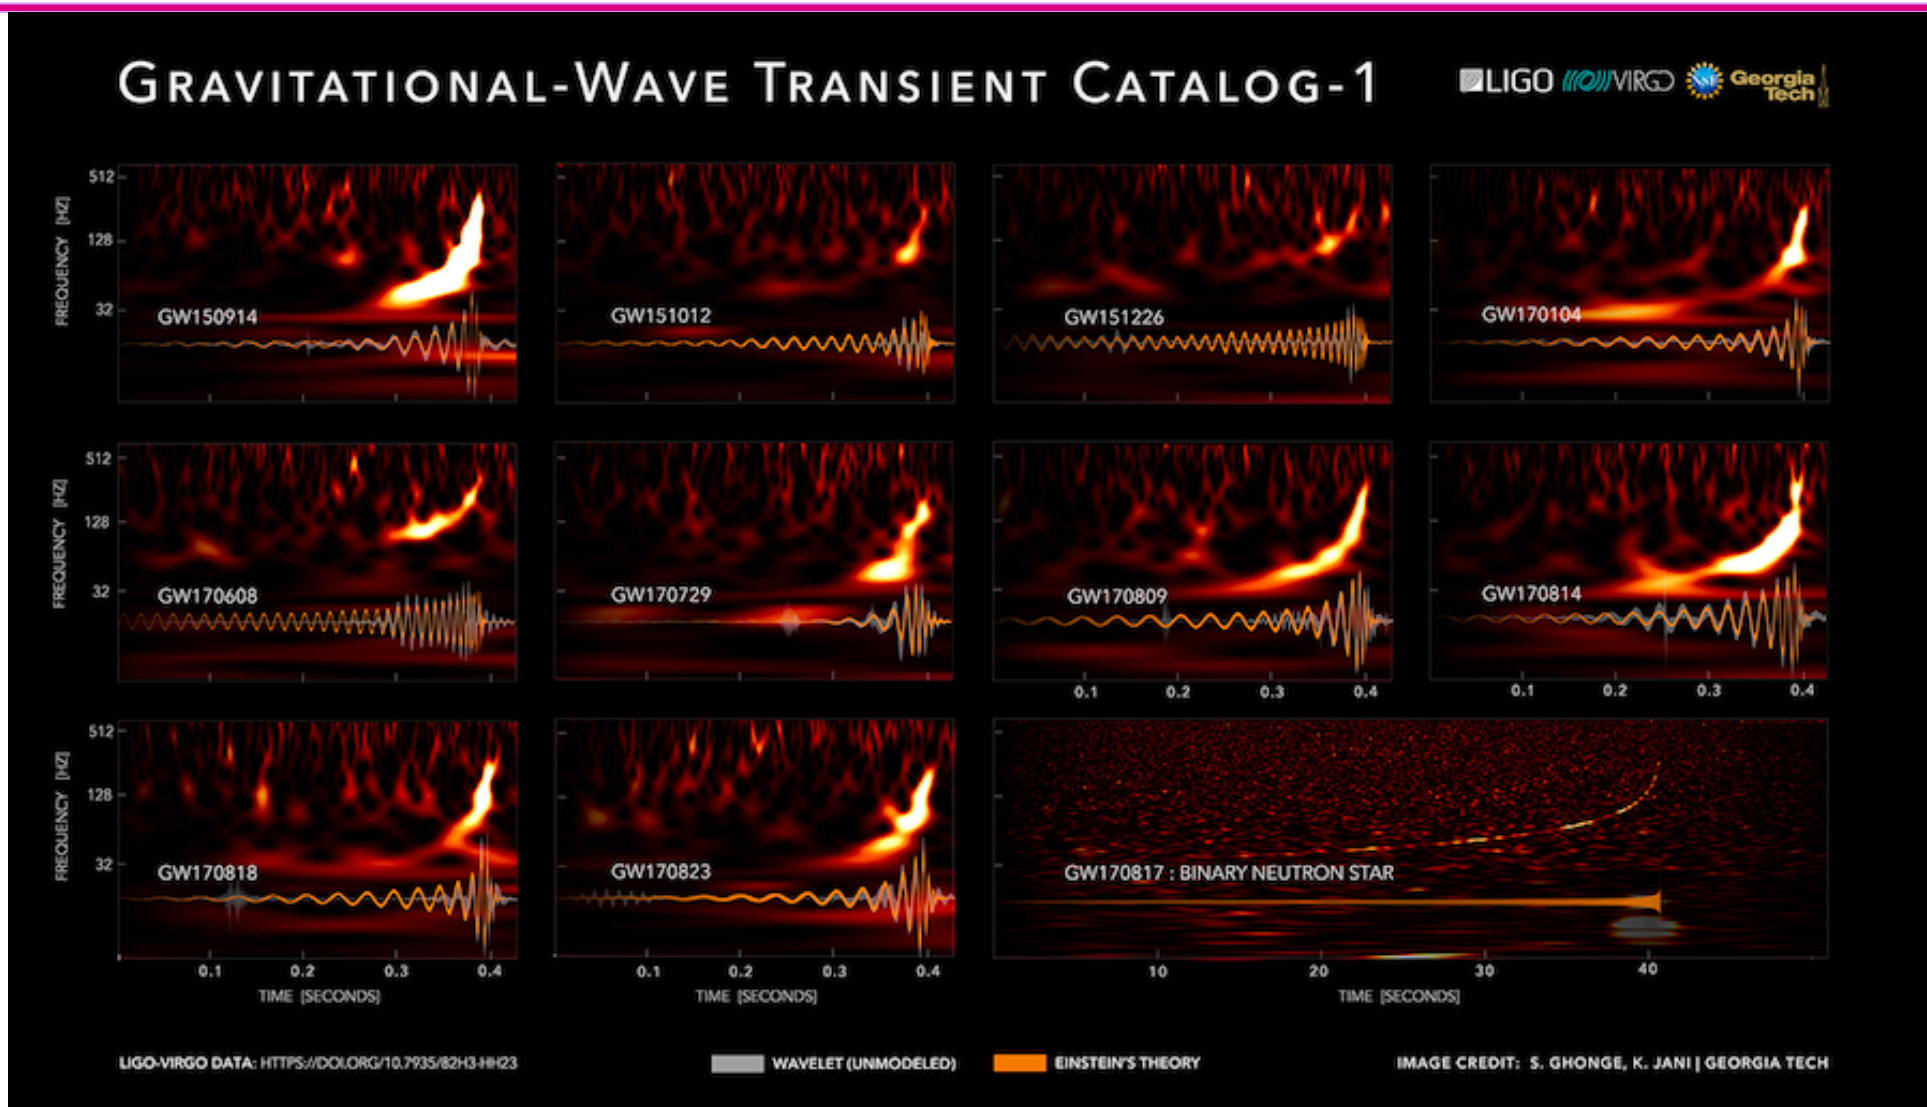 GRAVITATIONAL-WAVE TRANSIENT CATALOG-1
LIGO VIRGO NSF Georgia Tech
FREQUENCY [HZ]
512
128
32
GW150914
GW151012
GW151226
GW170104
FREQUENCY [HZ]
512
128
32
GW170608
GW170729
GW170809
GW170814
0.1 0.2 0.3 0.4
0.1 0.2 0.3 0.4
FREQUENCY [HZ]
512
128
32
GW170818
GW170823
GW170817 : BINARY NEUTRON STAR
0.1 0.2 0.3 0.4
0.1 0.2 0.3 0.4
10 20 30 40
TIME [SECONDS]
TIME [SECONDS]
TIME [SECONDS]
LIGO-VIRGO DATA: HTTPS://DOI.ORG/10.7935/82H3-HH23
WAVELET (UNMODELED)
EINSTEIN'S THEORY
IMAGE CREDIT: S. GHONGE, K. JANI | GEORGIA TECH